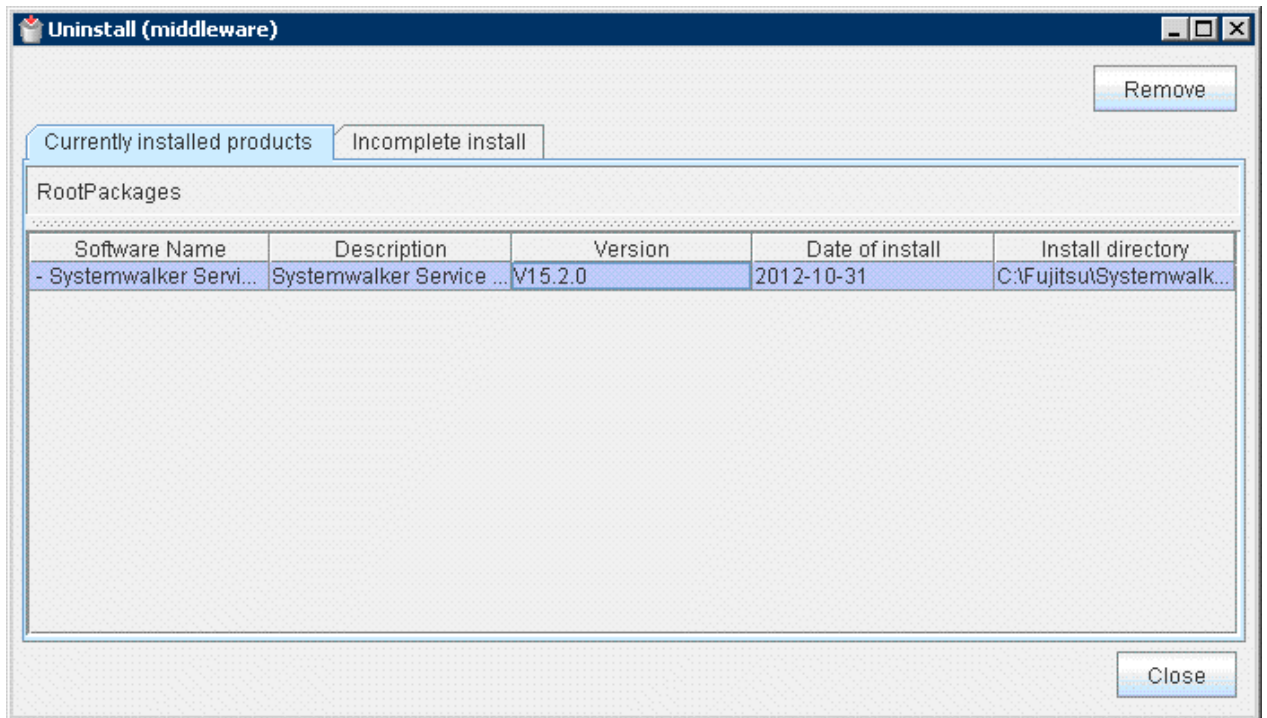 Uninstall (middleware)
Remove
Currently installed products Incomplete install
RootPackages
Software Name Description Version Date of install Install directory
- Systemwalker Servi... Systemwalker Service ... V15.2.0 2012-10-31 C:\Fujitsu\Systemwalk...
Close